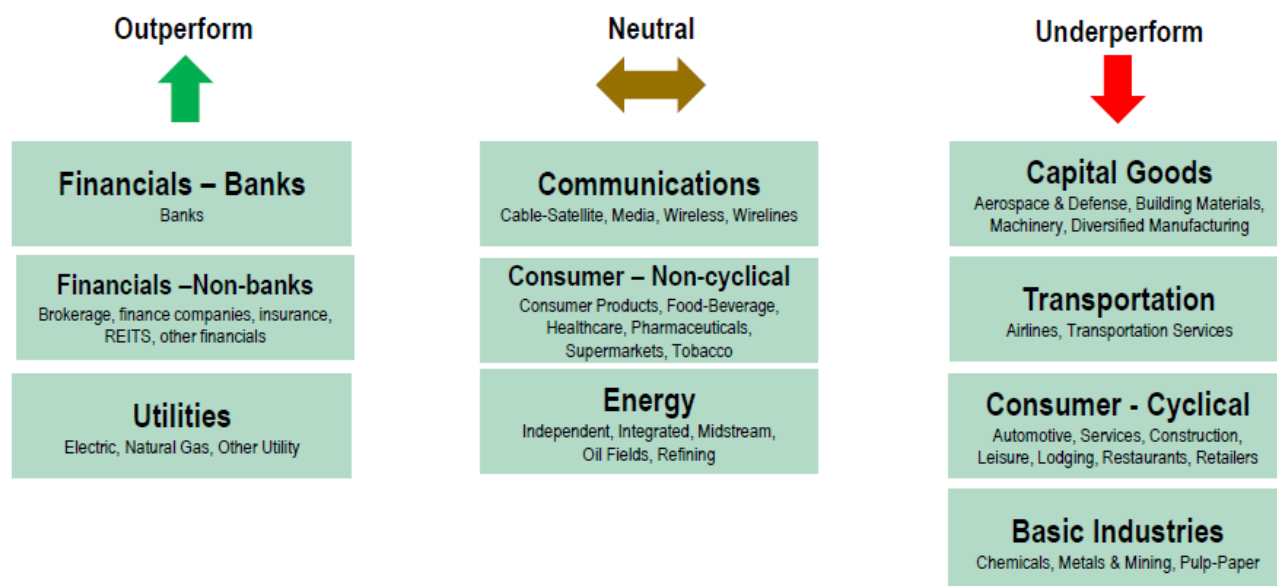 Outperform
Neutral
Underperform
Financials – Banks
Banks
Financials –Non-banks
Brokerage, finance companies, insurance,
REITS, other financials
Utilities
Electric, Natural Gas, Other Utility
Communications
Cable-Satellite, Media, Wireless, Wirelines
Consumer – Non-cyclical
Consumer Products, Food-Beverage,
Healthcare, Pharmaceuticals,
Supermarkets, Tobacco
Energy
Independent, Integrated, Midstream,
Oil Fields, Refining
Capital Goods
Aerospace & Defense, Building Materials,
Machinery, Diversified Manufacturing
Transportation
Airlines, Transportation Services
Consumer - Cyclical
Automotive, Services, Construction,
Leisure, Lodging, Restaurants, Retailers
Basic Industries
Chemicals, Metals & Mining, Pulp-Paper